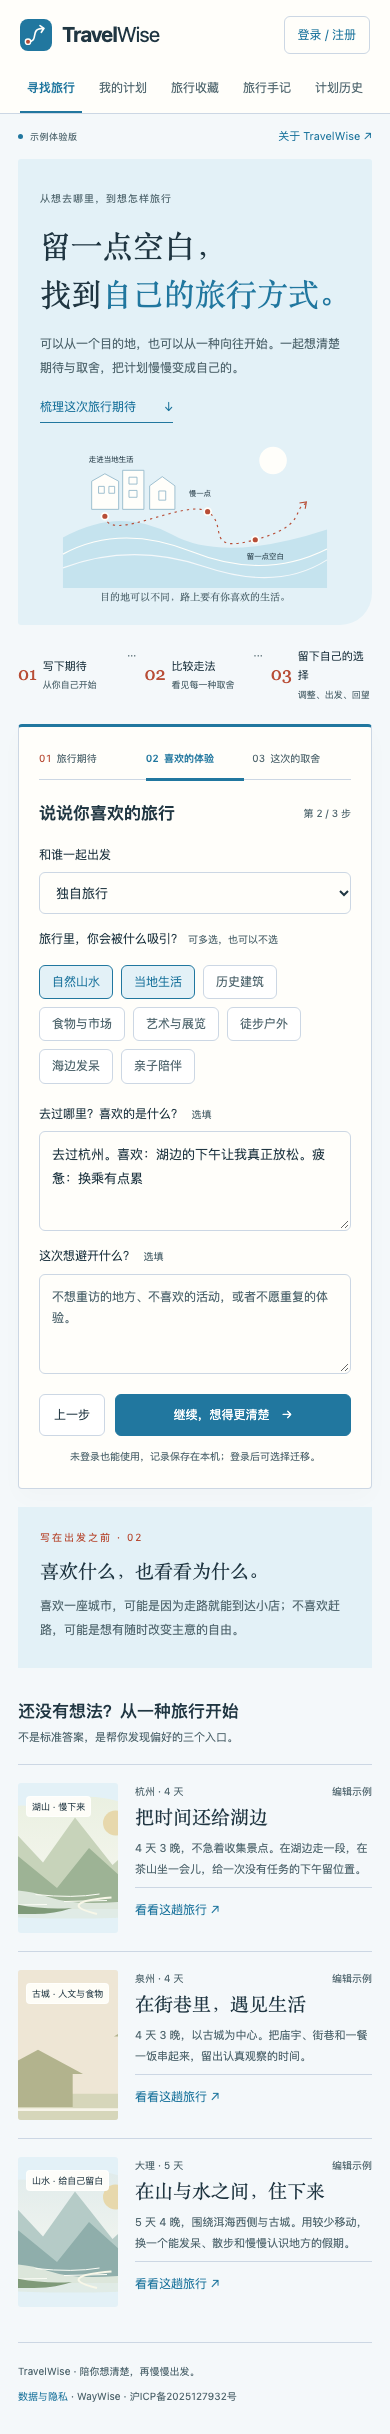 TravelWise
登录 / 注册
寻找旅行 我的计划 旅行收藏 旅行手记 计划历史
示例体验版 关于 TravelWise ↗
从想去哪里，到想怎样旅行
留一点空白，
找到自己的旅行方式。
可以从一个目的地，也可以从一种向往开始。一起想清楚
期待与取舍，把计划慢慢变成自己的。
梳理这次旅行期待 ↓
走进当地生活
慢一点
留一点空白
目的地可以不同，路上要有你喜欢的生活。
01 写下期待
从你自己开始
···
02 比较走法
看见每一种取舍
···
03 留下自己的选
择
调整、出发、回望
01 旅行期待 02 喜欢的体验 03 这次的取舍
说说你喜欢的旅行 第 2 / 3 步
和谁一起出发
独自旅行
旅行里，你会被什么吸引？ 可多选，也可以不选
自然山水 当地生活 历史建筑
食物与市场 艺术与展览 徒步户外
海边发呆 亲子陪伴
去过哪里？喜欢的是什么？ 选填
去过杭州。喜欢：湖边的下午让我真正放松。疲
惫：换乘有点累
这次想避开什么？ 选填
不想重访的地方、不喜欢的活动，或者不愿重复的体
验。
上一步 继续，想得更清楚 →
未登录也能使用，记录保存在本机；登录后可选择迁移。
写在出发之前 · 02
喜欢什么，也看看为什么。
喜欢一座城市，可能是因为走路就能到达小店；不喜欢赶
路，可能是想有随时改变主意的自由。
还没有想法？从一种旅行开始
不是标准答案，是帮你发现偏好的三个入口。
湖山 · 慢下来
杭州 · 4 天 编辑示例
把时间还给湖边
4 天 3 晚，不急着收集景点。在湖边走一段，在
茶山坐一会儿，给一次没有任务的下午留位置。
看看这趟旅行 ↗
古城 · 人文与食物
泉州 · 4 天 编辑示例
在街巷里，遇见生活
4 天 3 晚，以古城为中心。把庙宇、街巷和一餐
一饭串起来，留出认真观察的时间。
看看这趟旅行 ↗
山水 · 给自己留白
大理 · 5 天 编辑示例
在山与水之间，住下来
5 天 4 晚，围绕洱海西侧与古城。用较少移动，
换一个能发呆、散步和慢慢认识地方的假期。
看看这趟旅行 ↗
TravelWise · 陪你想清楚，再慢慢出发。
数据与隐私 · WayWise · 沪ICP备2025127932号